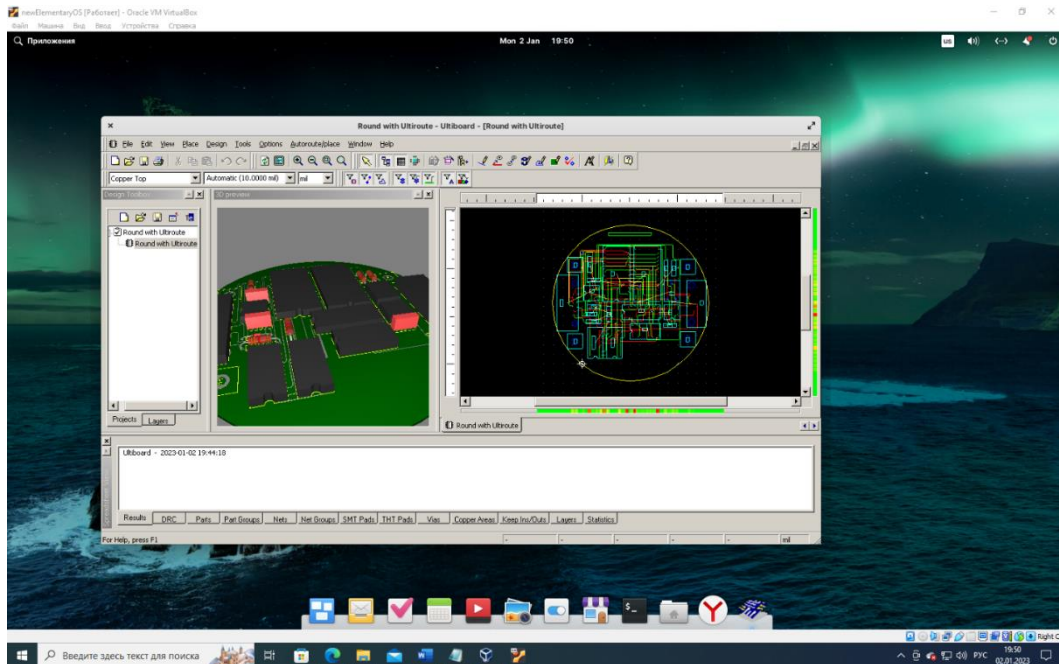 newElementaryOS [Работает] - Oracle VM VirtualBox
Файл Машина Вид Ввод Устройства Справка
Приложения
Mon 2 Jan 19:50
us
Round with Ultiroute - Ultiboard - [Round with Ultiroute]
File Edit View Place Design Tools Options Autoroute/place Window Help
Copper Top
Automatic (10.0000 mil)
mil
Design Toolbox
3D preview
Round with Ultiroute
Round with Ultiroute
Projects
Layers
Round with Ultiroute
Ultiboard - 2023-01-02 19:44:18
Results DRC Parts Part Groups Nets Net Groups SMT Pads THT Pads Vias Copper Areas Keep Ins/Outs Layers Statistics
For Help, press F1
- - - - - mil
Right C
Введите здесь текст для поиска
РУС
19:50
02.01.2023